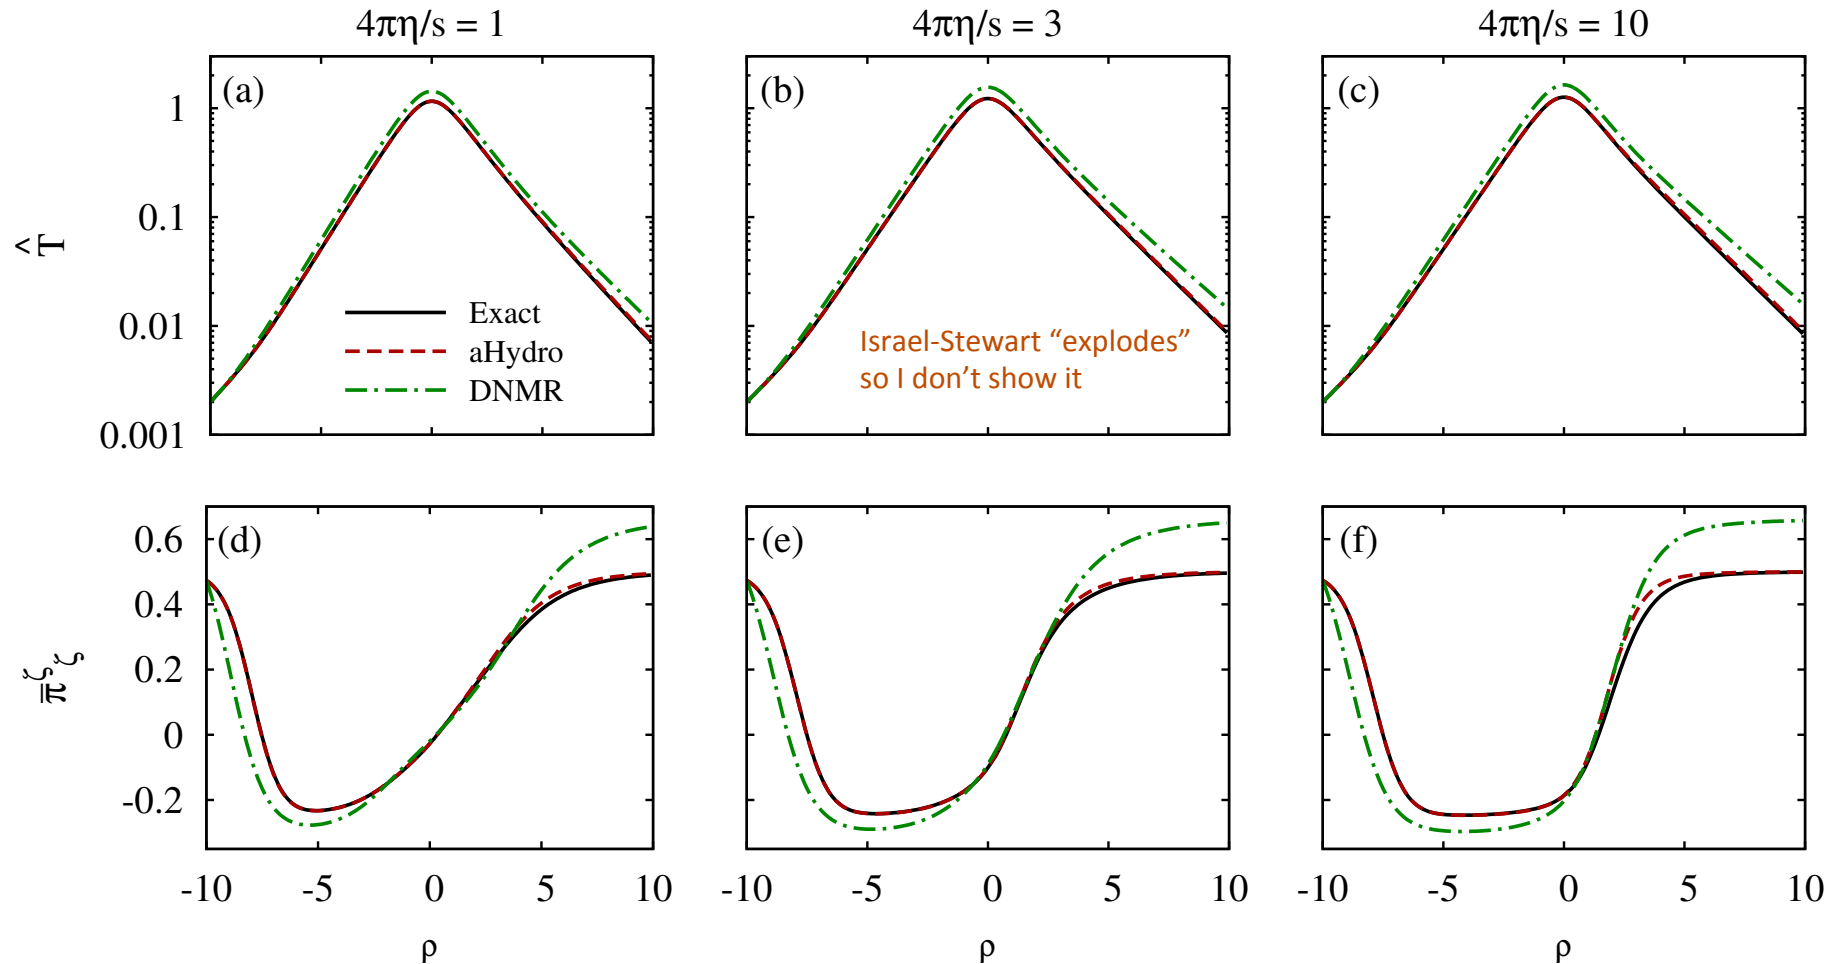 4πη/s = 1
4πη/s = 3
4πη/s = 10
(a)
(b)
(c)
T̂
1
0.1
0.01
0.001
Exact
aHydro
DNMR
Israel-Stewart “explodes”
so I don’t show it
(d)
(e)
(f)
π̄ζζ
0.6
0.4
0.2
0
-0.2
-10 -5 0 5 10
-10 -5 0 5 10
-10 -5 0 5 10
ρ
ρ
ρ